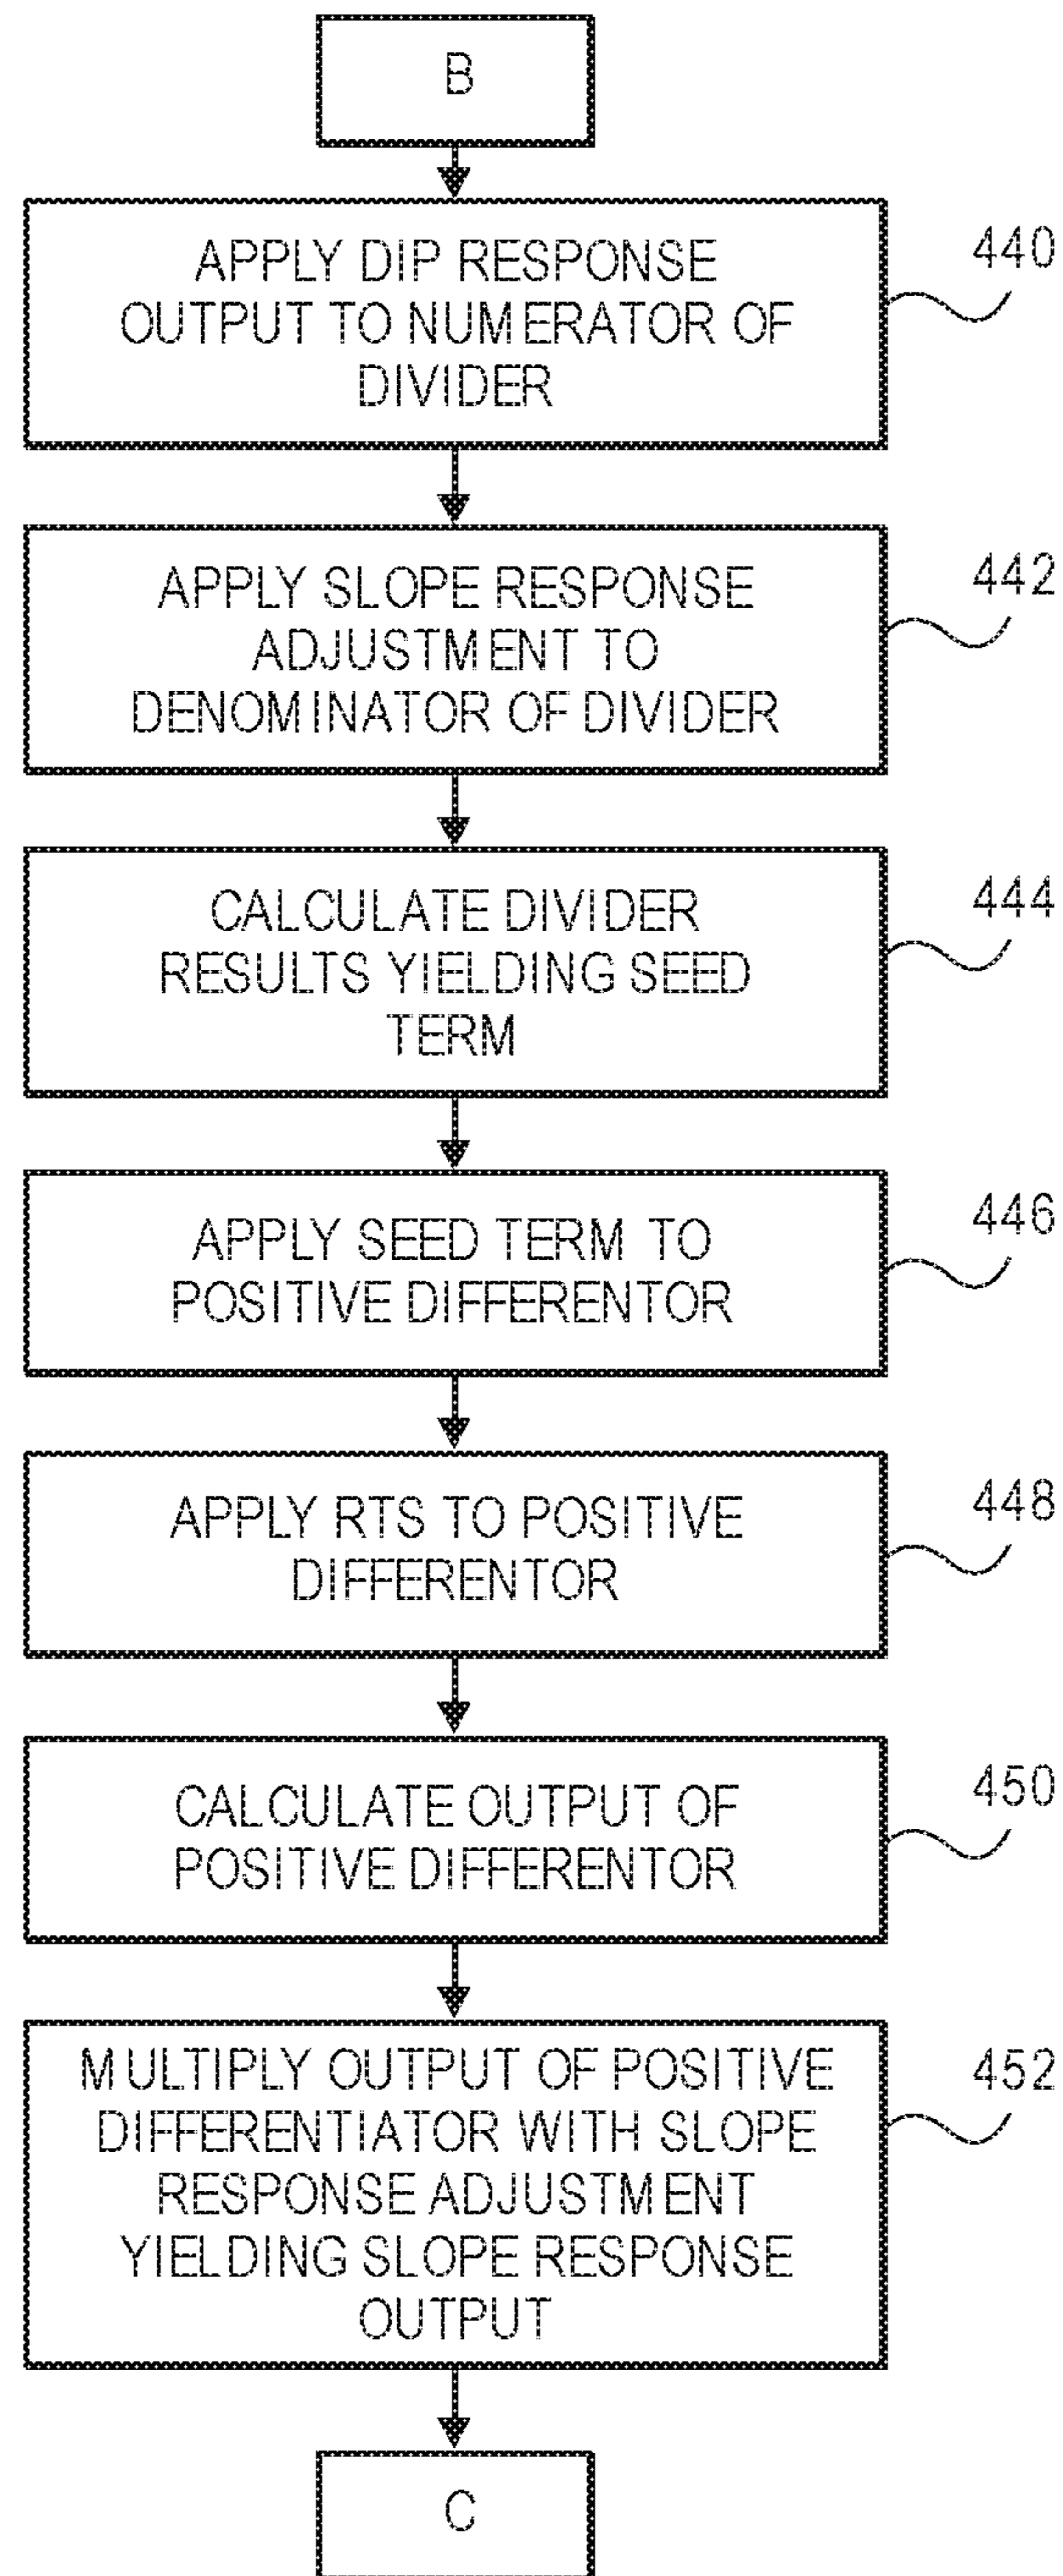 B
APPLY DIP RESPONSE
OUTPUT TO NUMERATOR OF
DIVIDER
440
APPLY SLOPE RESPONSE
ADJUSTMENT TO
DENOMINATOR OF DIVIDER
442
CALCULATE DIVIDER
RESULTS YIELDING SEED
TERM
444
APPLY SEED TERM TO
POSITIVE DIFFERENTOR
446
APPLY RTS TO POSITIVE
DIFFERENTOR
448
CALCULATE OUTPUT OF
POSITIVE DIFFERENTOR
450
MULTIPLY OUTPUT OF POSITIVE
DIFFERENTIATOR WITH SLOPE
RESPONSE ADJUSTMENT
YIELDING SLOPE RESPONSE
OUTPUT
452
C